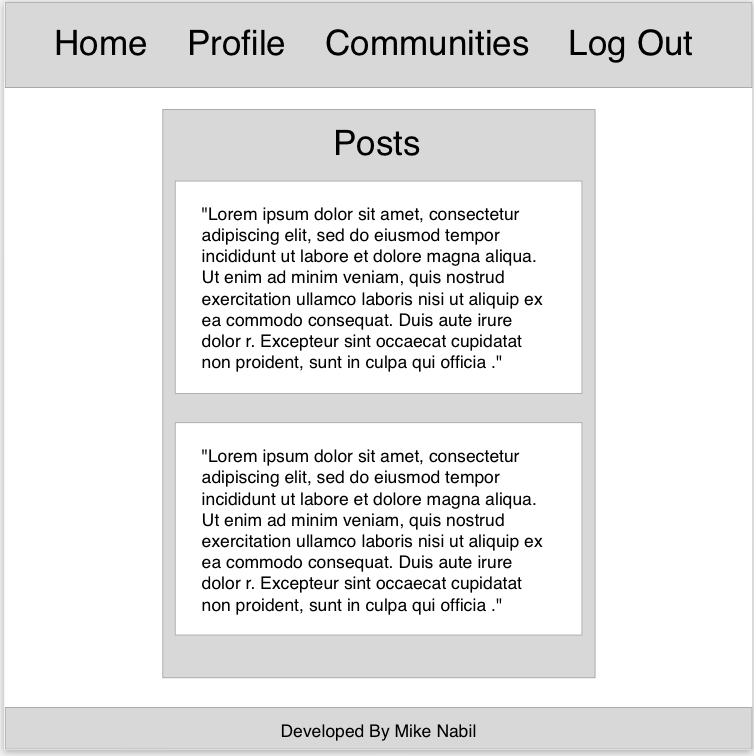 Home Profile Communities Log Out
Posts
"Lorem ipsum dolor sit amet, consectetur
adipiscing elit, sed do eiusmod tempor
incididunt ut labore et dolore magna aliqua.
Ut enim ad minim veniam, quis nostrud
exercitation ullamco laboris nisi ut aliquip ex
ea commodo consequat. Duis aute irure
dolor r. Excepteur sint occaecat cupidatat
non proident, sunt in culpa qui officia ."
"Lorem ipsum dolor sit amet, consectetur
adipiscing elit, sed do eiusmod tempor
incididunt ut labore et dolore magna aliqua.
Ut enim ad minim veniam, quis nostrud
exercitation ullamco laboris nisi ut aliquip ex
ea commodo consequat. Duis aute irure
dolor r. Excepteur sint occaecat cupidatat
non proident, sunt in culpa qui officia ."
Developed By Mike Nabil